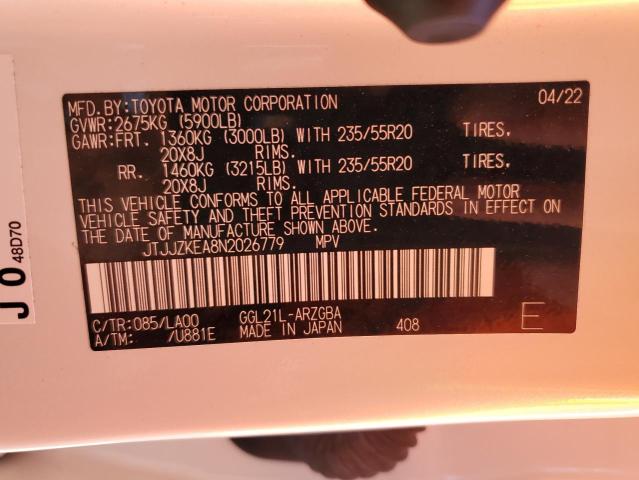 MFD.BY:TOYOTA MOTOR CORPORATION 04/22
GVWR:2675KG (5900LB)
GAWR:FRT. 1360KG (3000LB) WITH 235/55R20 TIRES.
20X8J RIMS.
RR. 1460KG (3215LB) WITH 235/55R20 TIRES.
20X8J RIMS.
THIS VEHICLE CONFORMS TO ALL APPLICABLE FEDERAL MOTOR
VEHICLE SAFETY AND THEFT PREVENTION STANDARDS IN EFFECT ON
THE DATE OF MANUFACTURE SHOWN ABOVE.
JTJJZKEA8N2026779 MPV
C/TR:085/LA00 GGL21L-ARZGBA
A/TM: /U881E MADE IN JAPAN 408 E
J 0
48D70